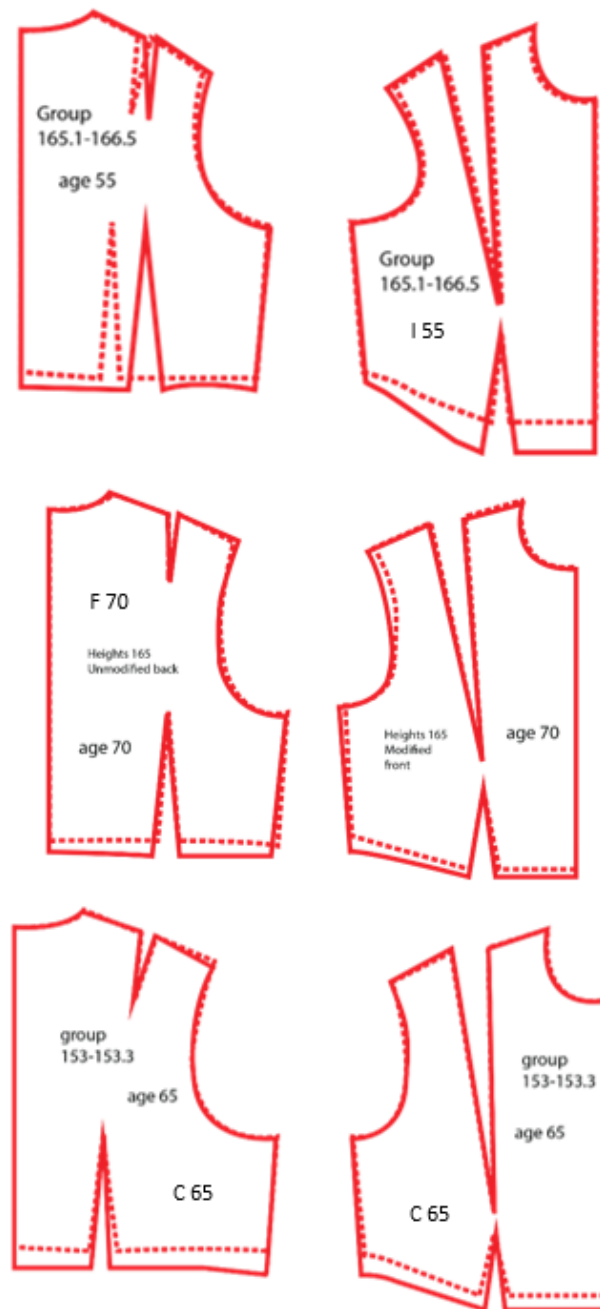 Group
165.1-166.5
age 55
Group
165.1-166.5
I 55
F 70
Heights 165
Unmodified back
age 70
Heights 165
Modified
front
age 70
group
153-153.3
age 65
C 65
group
153-153.3
age 65
C 65